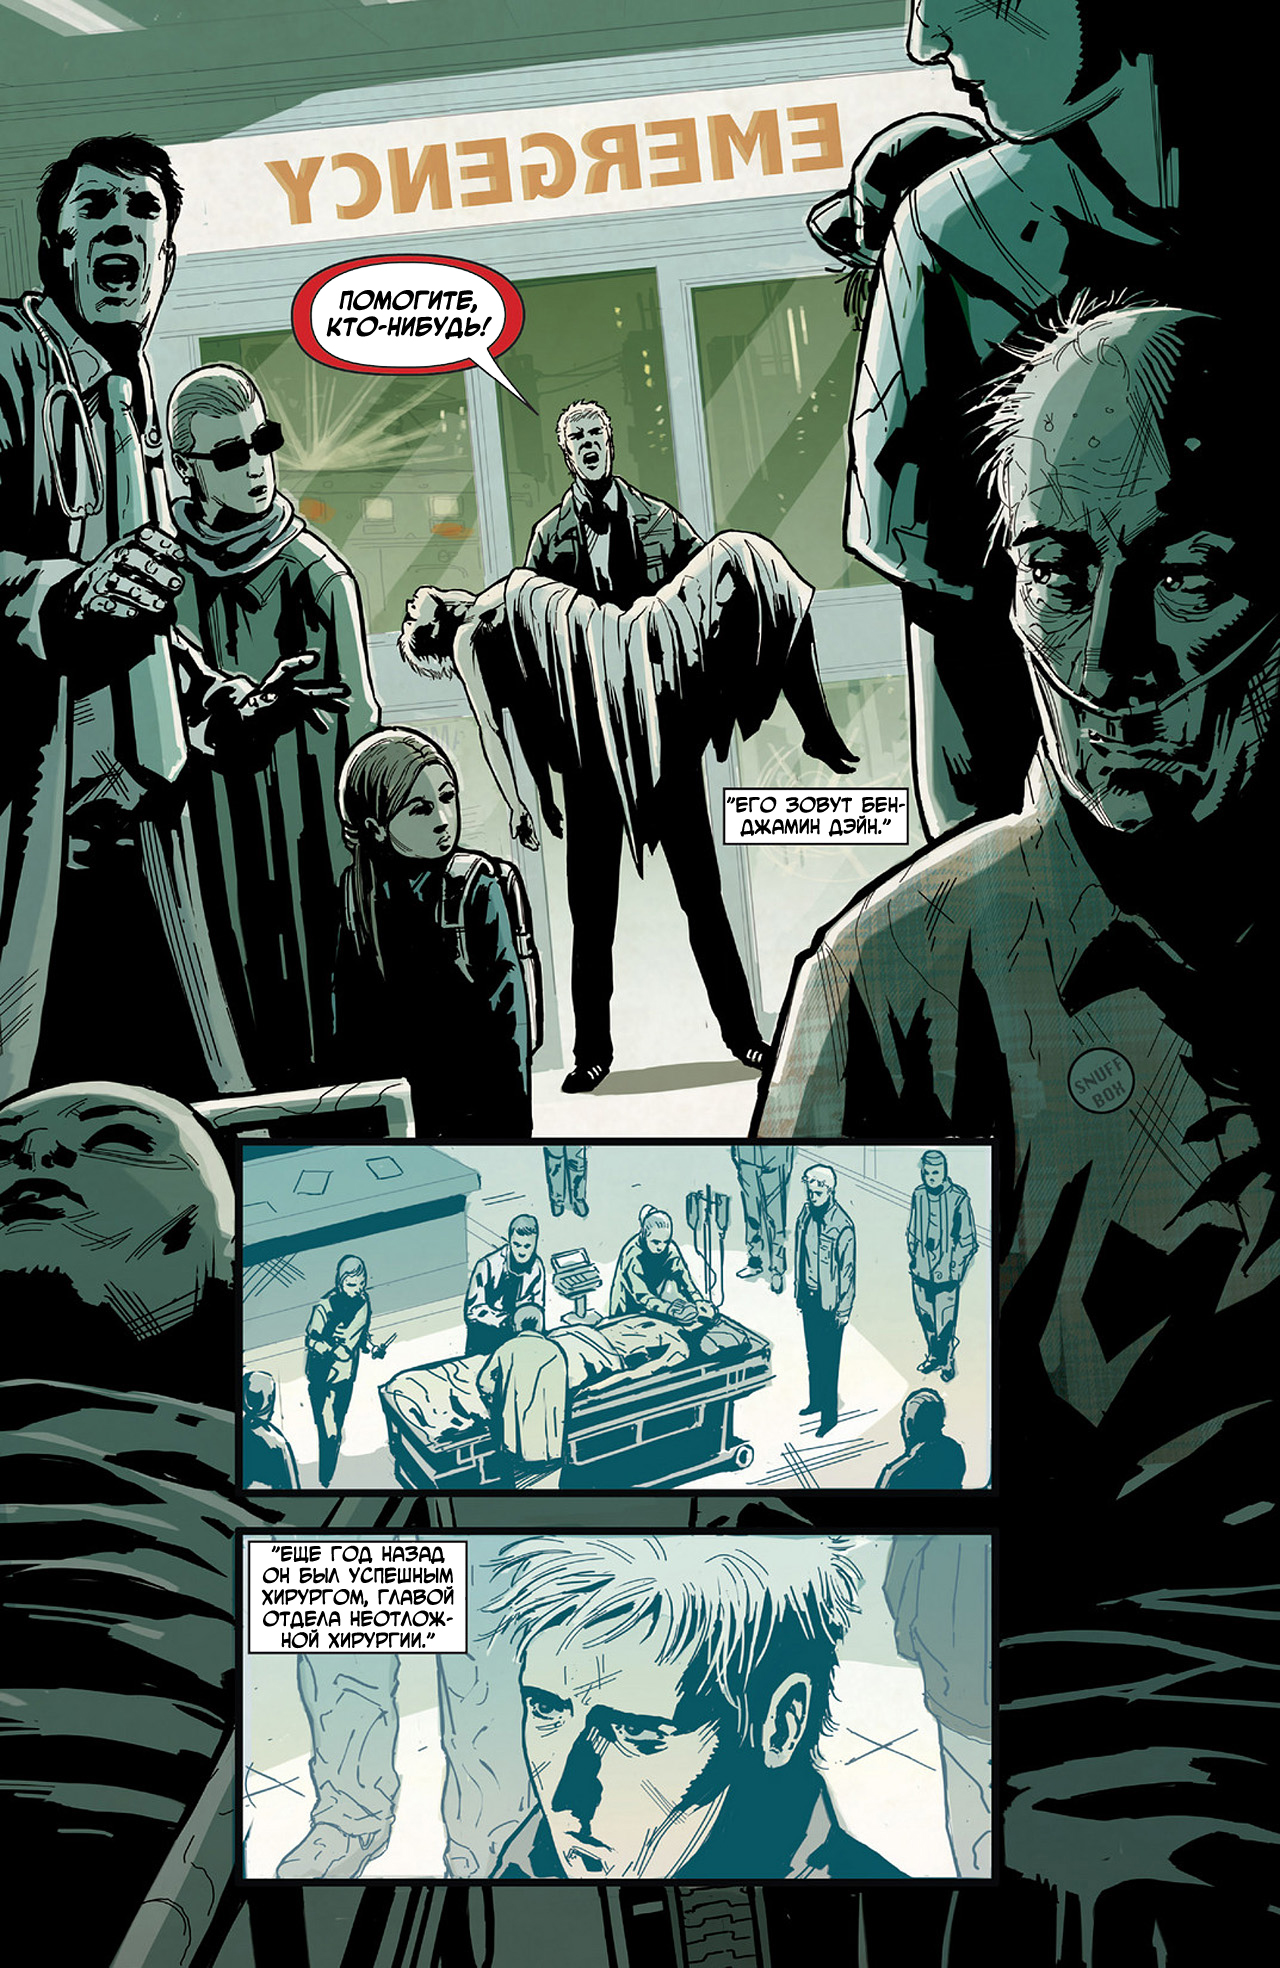 EMERGENCY
ПОМОГИТЕ,
КТО-НИБУДЬ!
"ЕГО ЗОВУТ БЕН-
ДЖАМИН ДЭЙН."
SNUFF
BOX
"ЕЩЕ ГОД НАЗАД
ОН БЫЛ УСПЕШНЫМ
ХИРУРГОМ, ГЛАВОЙ
ОТДЕЛА НЕОТЛОЖ-
НОЙ ХИРУРГИИ."